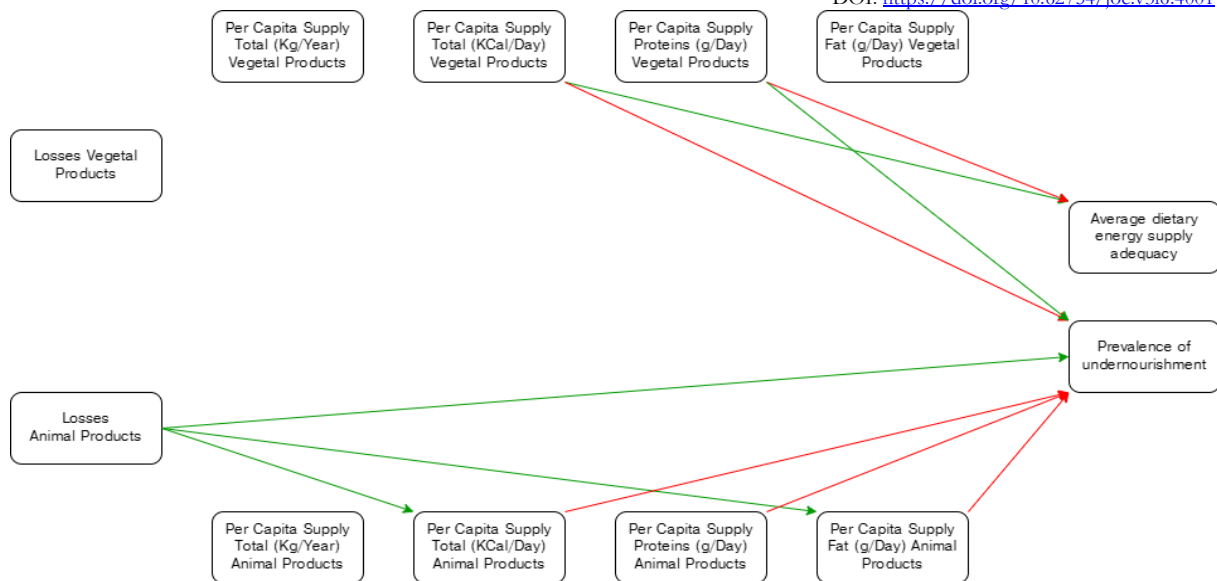 Per Capita Supply
Total (Kg/Year)
Vegetal Products
Per Capita Supply
Total (KCal/Day)
Vegetal Products
Per Capita Supply
Proteins (g/Day)
Vegetal Products
Per Capita Supply
Fat (g/Day) Vegetal
Products
Losses Vegetal
Products
Average dietary
energy supply
adequacy
Prevalence of
undernourishment
Losses
Animal Products
Per Capita Supply
Total (Kg/Year)
Animal Products
Per Capita Supply
Total (KCal/Day)
Animal Products
Per Capita Supply
Proteins (g/Day)
Animal Products
Per Capita Supply
Fat (g/Day) Animal
Products